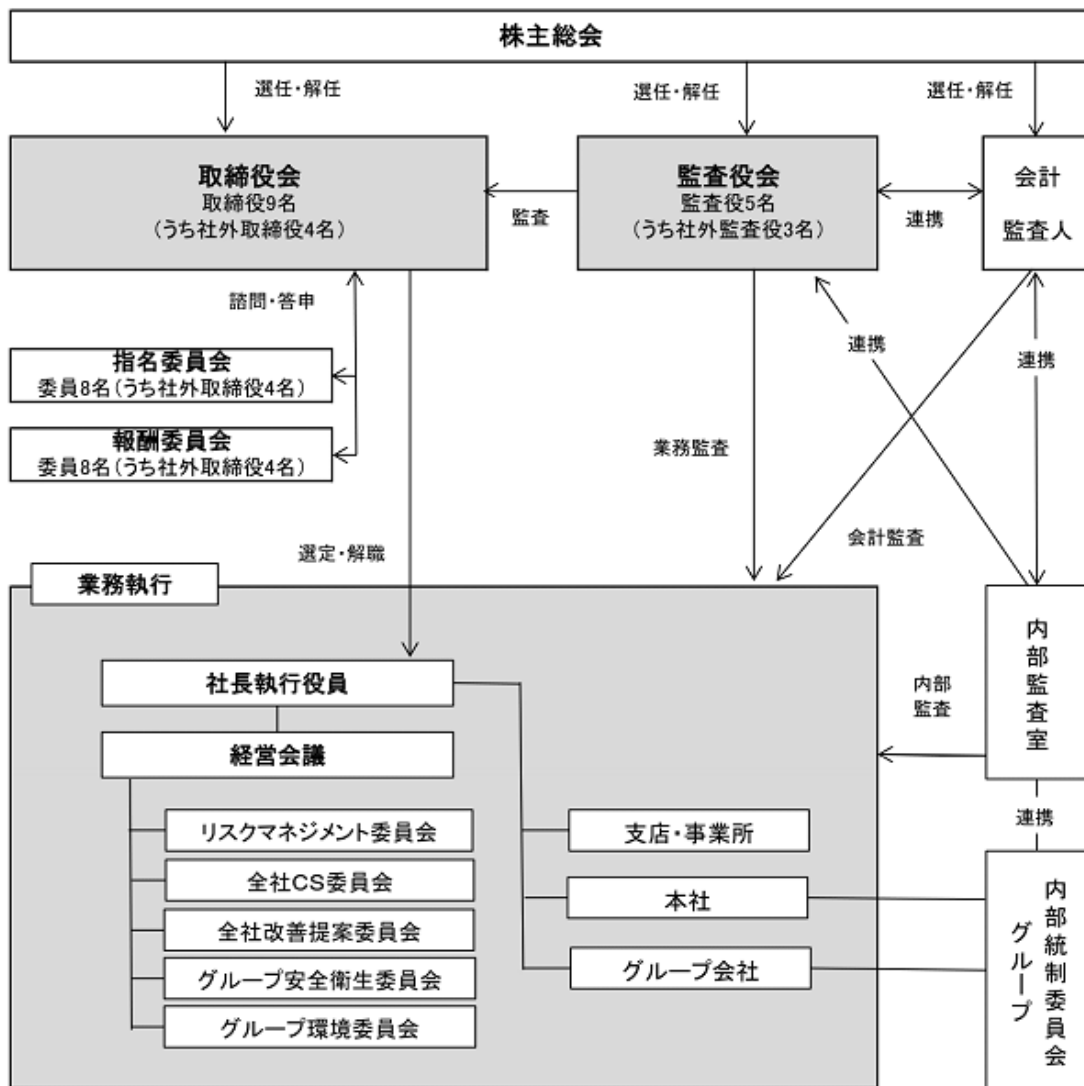 株主総会
選任・解任
選任・解任
選任・解任
取締役会
取締役9名
(うち社外取締役4名)
監査
監査役会
監査役5名
(うち社外監査役3名)
連携
会計
監査人
諮問・答申
指名委員会
委員8名(うち社外取締役4名)
報酬委員会
委員8名(うち社外取締役4名)
連携
連携
業務監査
会計監査
選定・解職
業務執行
社長執行役員
経営会議
リスクマネジメント委員会
全社CS委員会
全社改善提案委員会
グループ安全衛生委員会
グループ環境委員会
支店・事業所
本社
グループ会社
内部
監査
内部監査室
連携
内部統制委員会
グループ